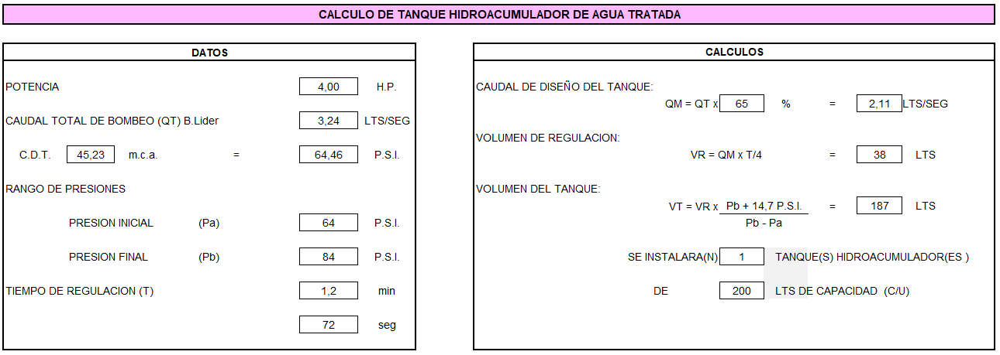 CALCULO DE TANQUE HIDROACUMULADOR DE AGUA TRATADA
DATOS
POTENCIA 4,00 H.P.
CAUDAL TOTAL DE BOMBEO (QT) B.Lider 3,24 LTS/SEG
C.D.T. 45,23 m.c.a. = 64,46 P.S.I.
RANGO DE PRESIONES
PRESION INICIAL (Pa) 64 P.S.I.
PRESION FINAL (Pb) 84 P.S.I.
TIEMPO DE REGULACION (T) 1,2 min
72 seg
CALCULOS
CAUDAL DE DISEÑO DEL TANQUE:
QM = QT x 65 % = 2,11 LTS/SEG
VOLUMEN DE REGULACION:
VR = QM x T/4 = 38 LTS
VOLUMEN DEL TANQUE:
VT = VR x Pb + 14,7 P.S.I. = 187 LTS
Pb - Pa
SE INSTALARA(N) 1 TANQUE(S) HIDROACUMULADOR(ES )
DE 200 LTS DE CAPACIDAD (C/U)